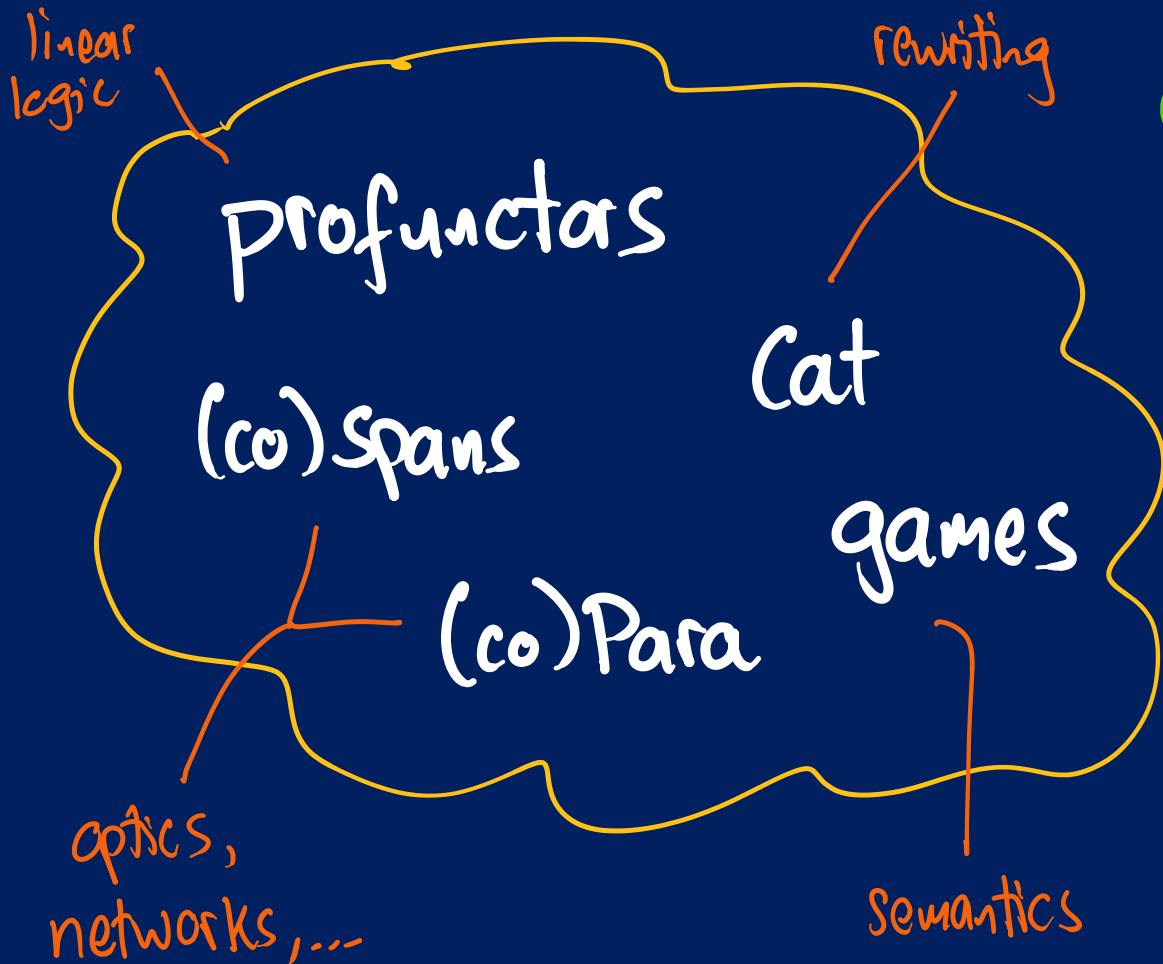 linear
logic
rewriting
profunctors
Cat
(co)spans
games
(co)Para
optics,
networks,...
semantics